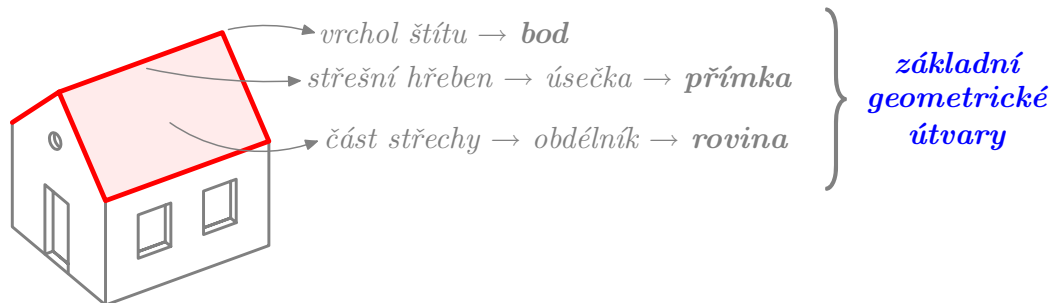 vrchol štítu → bod
střešní hřeben → úsečka → přímka
část střechy → obdélník → rovina
základní
geometrické
útvary